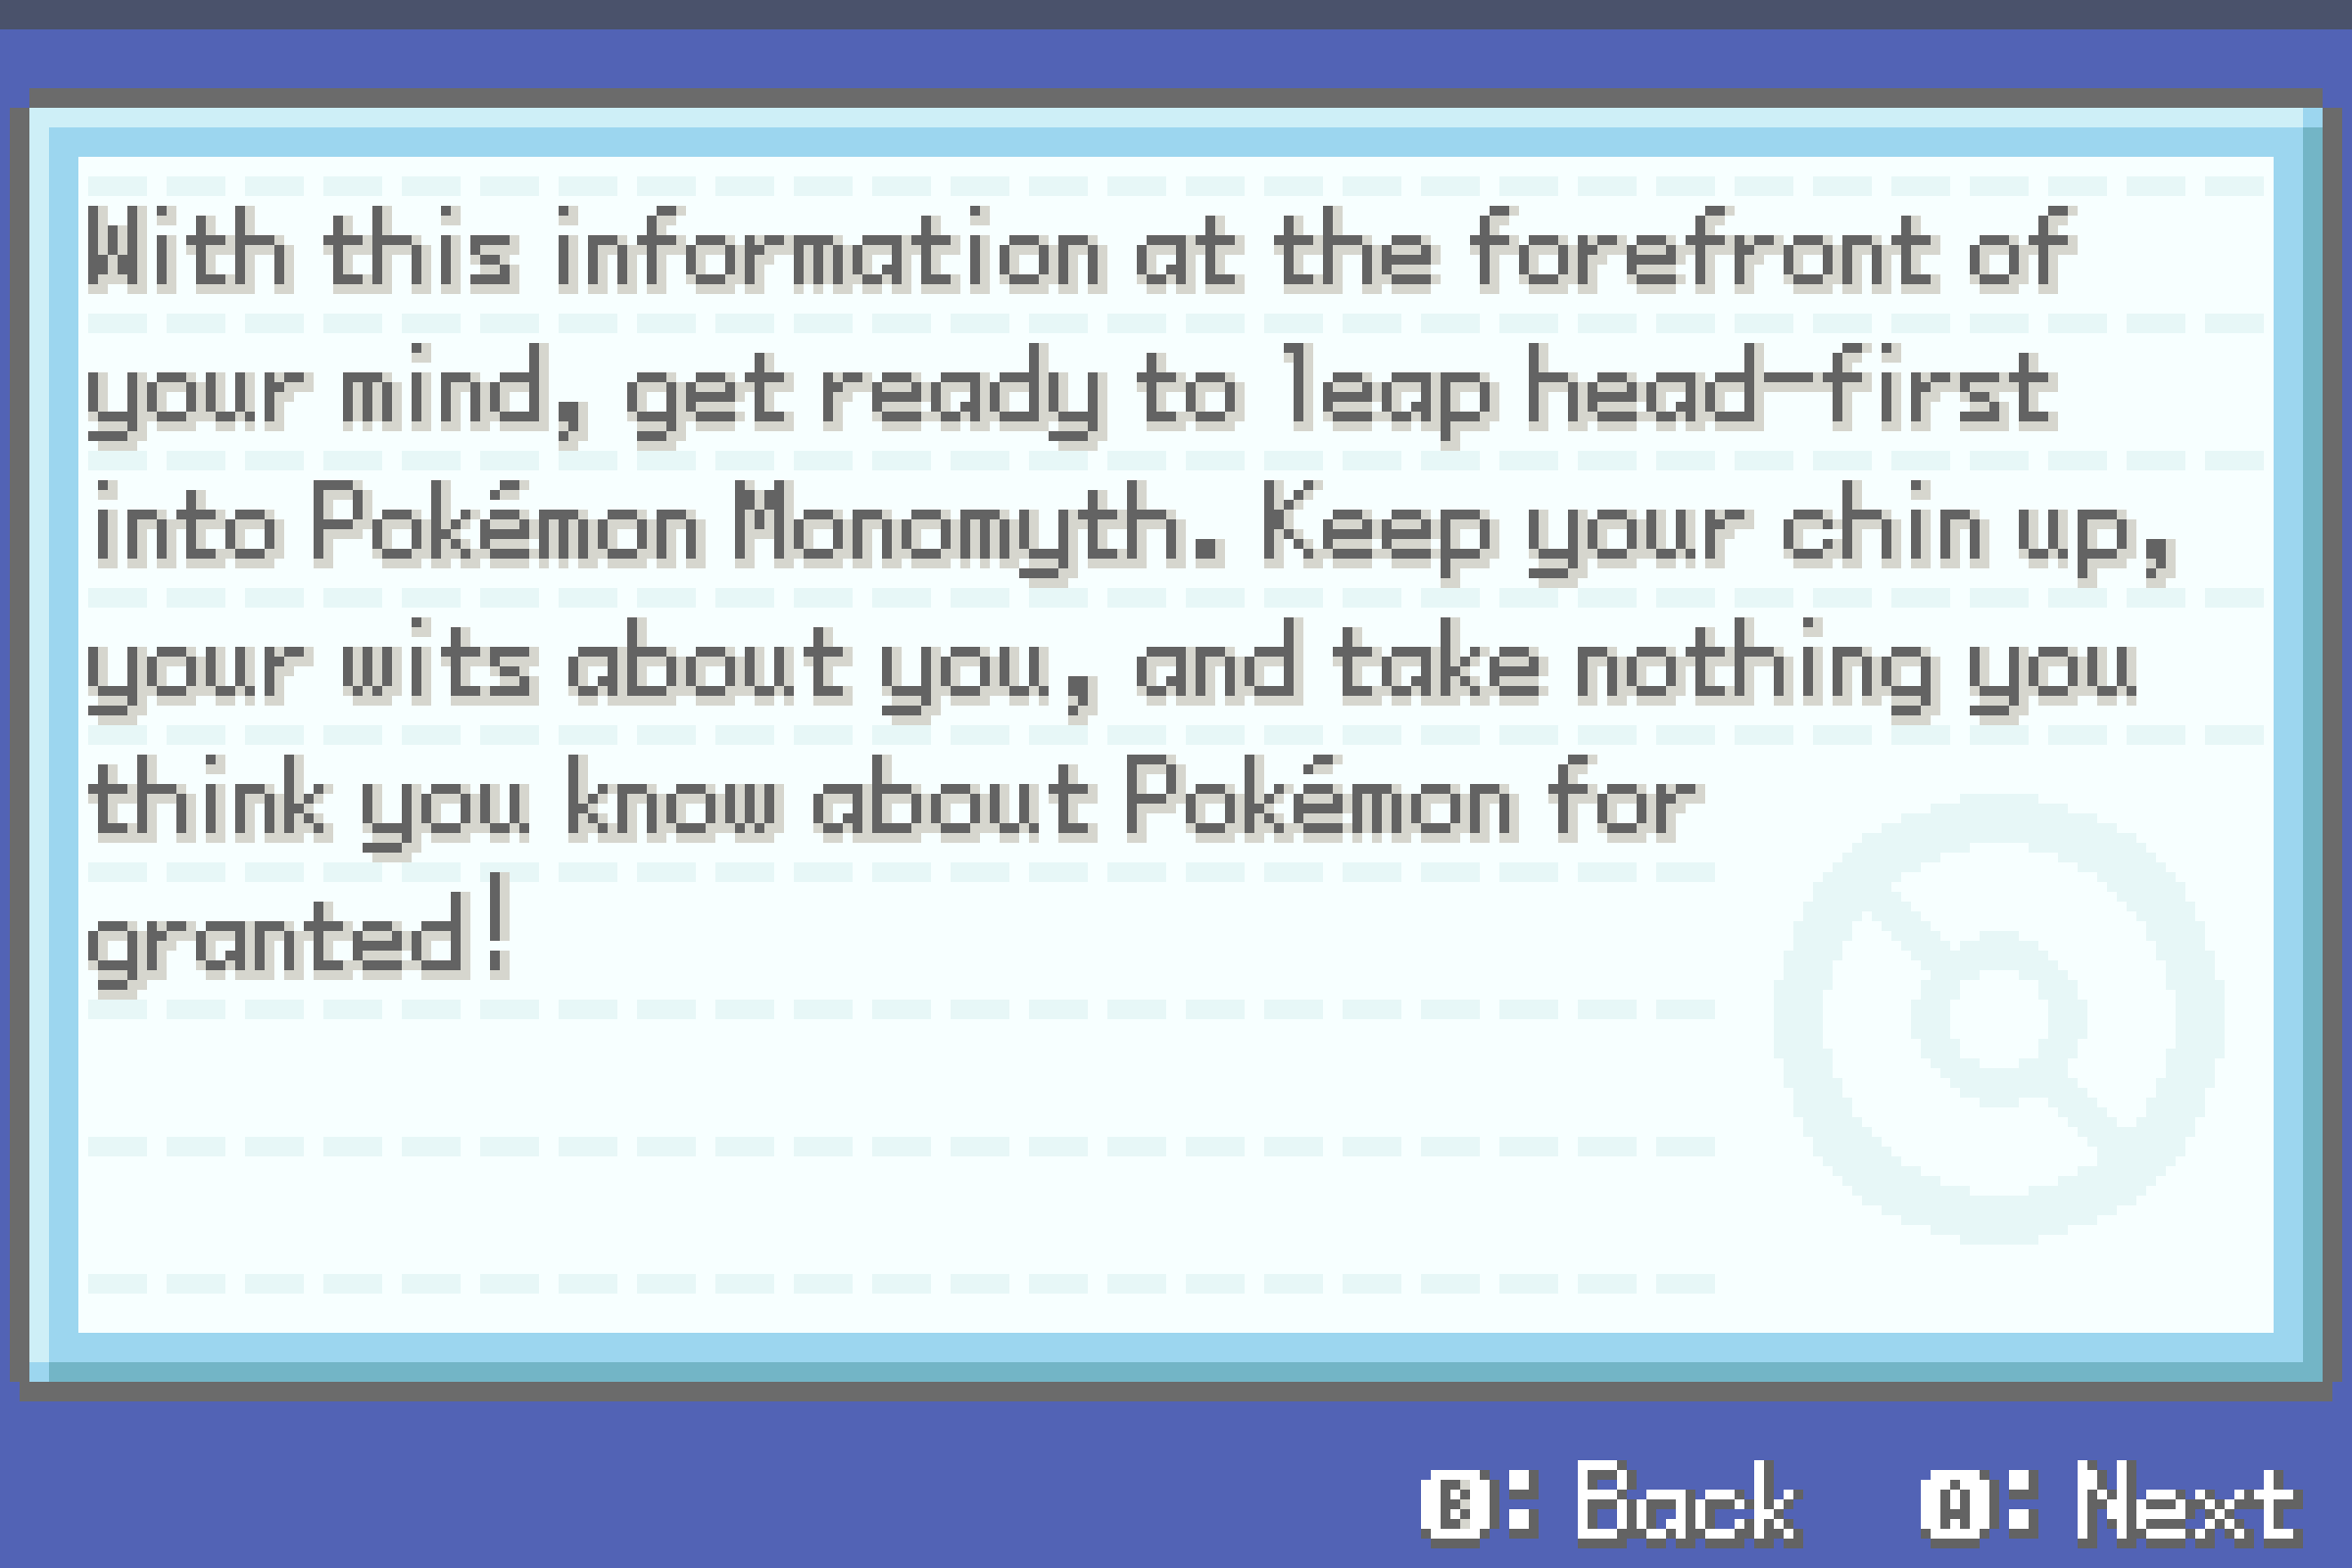 With this information at the forefront of
your mind, get ready to leap head-first
into Pokémon Monomyth. Keep your chin up,
your wits about you, and take nothing you
think you know about Pokémon for
granted!
B: Back A: Next